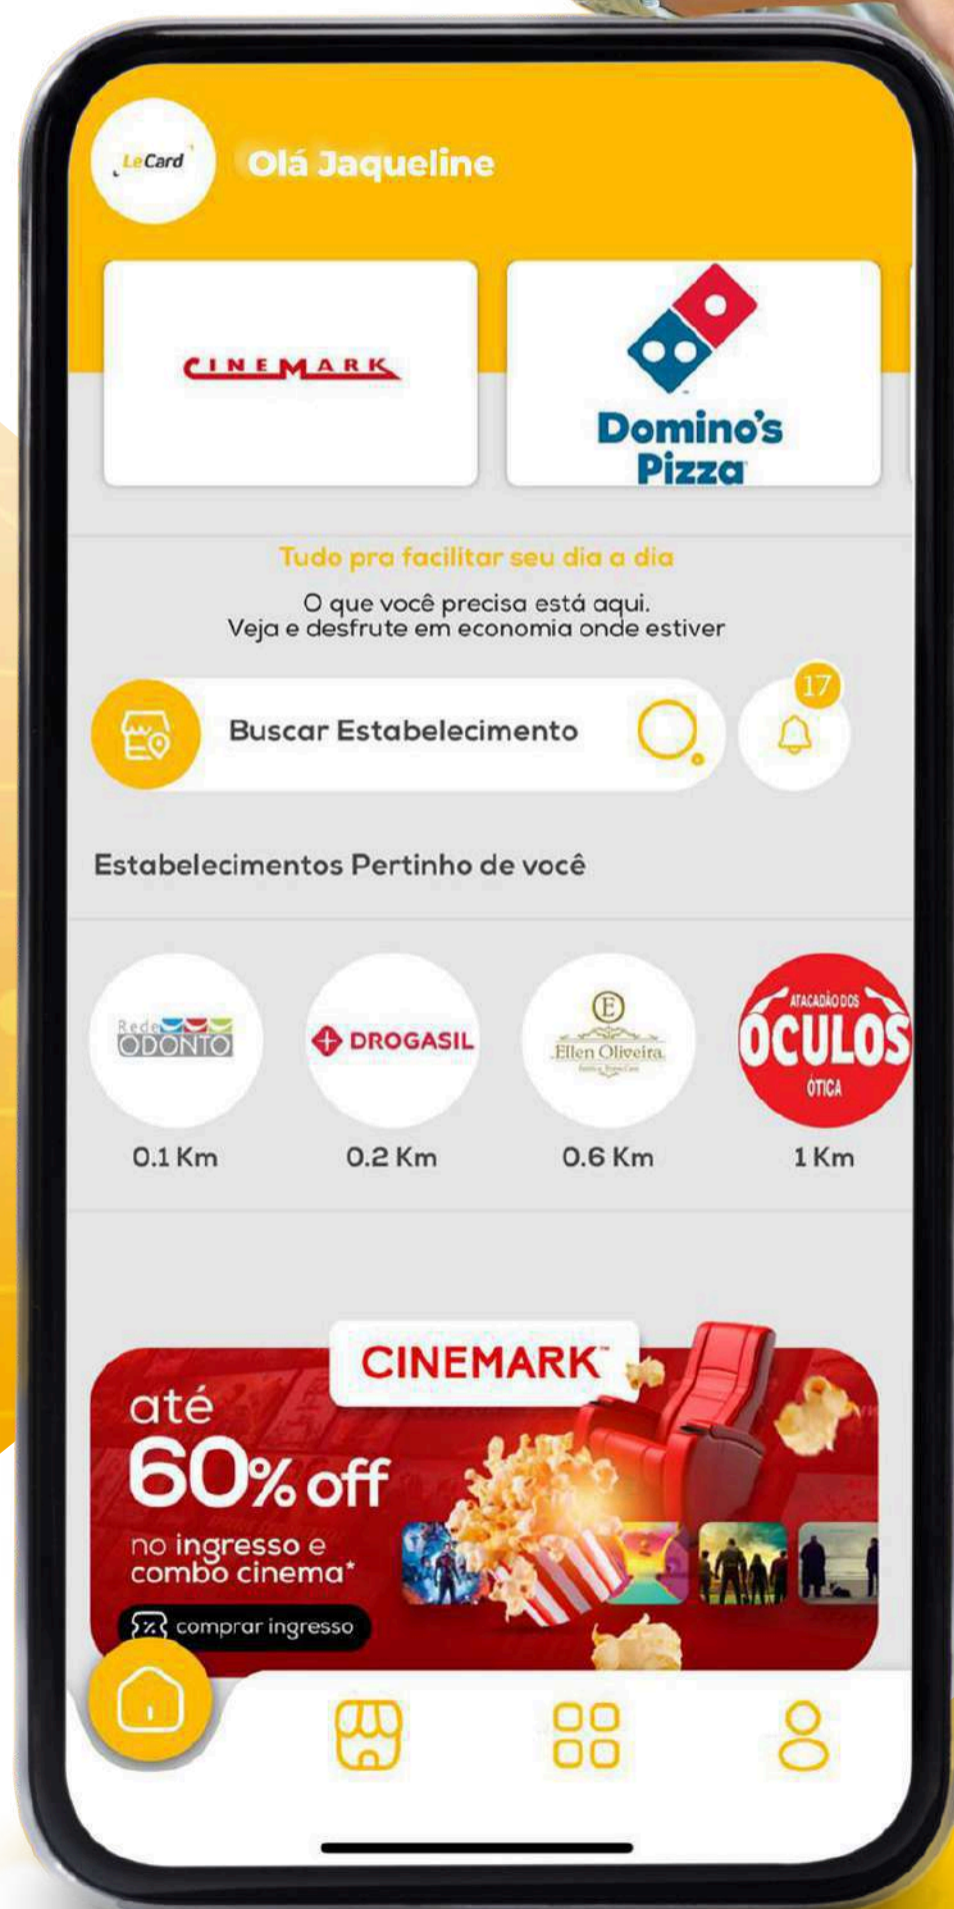 LeCard
Olá Jaqueline
CINEMARK
Domino's
Pizza
Tudo pra facilitar seu dia a dia
O que você precisa está aqui.
Veja e desfrute em economia onde estiver
17
Buscar Estabelecimento
Estabelecimentos Pertinho de você
Rede
ODONTO
DROGASIL
E
Ellen Oliveira
ATACADÃO DOS
ÓCULOS
ÓTICA
0.1 Km
0.2 Km
0.6 Km
1 Km
CINEMARK™
até
60% off
no ingresso e
combo cinema*
comprar ingresso